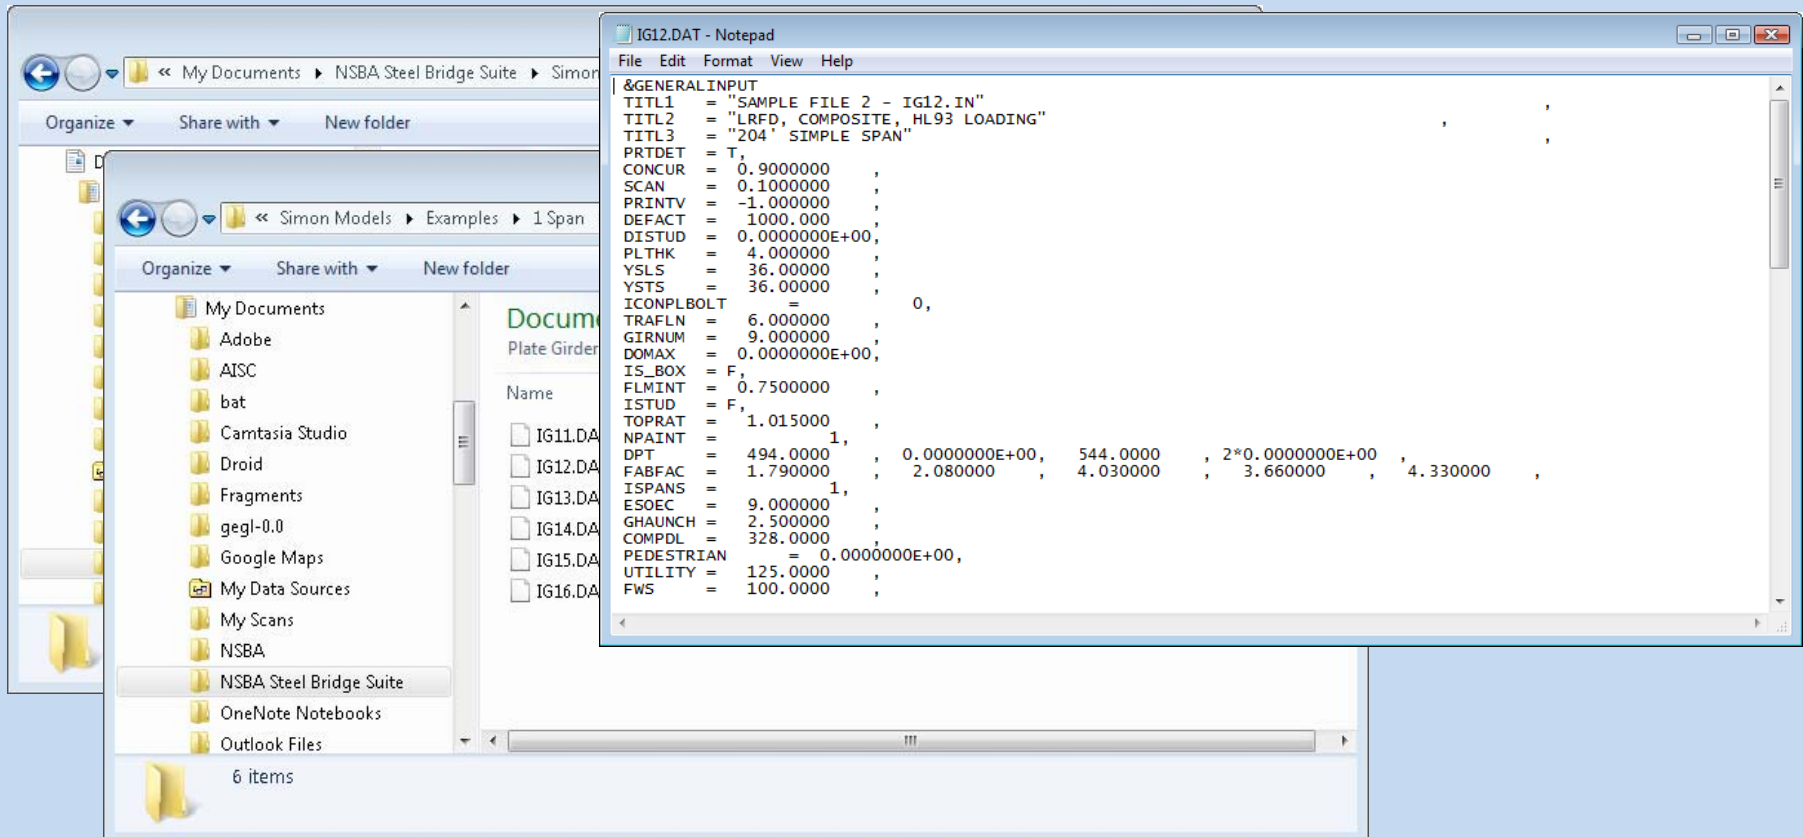 « My Documents ▸ NSBA Steel Bridge Suite ▸ Simon
Organize Share with New folder
« Simon Models ▸ Examples ▸ 1 Span
Organize Share with New folder
My Documents
Adobe
AISC
bat
Camtasia Studio
Droid
Fragments
gegl-0.0
Google Maps
My Data Sources
My Scans
NSBA
NSBA Steel Bridge Suite
OneNote Notebooks
Outlook Files
6 items
Docum
Plate Girder
Name
IG11.DA
IG12.DA
IG13.DA
IG14.DA
IG15.DA
IG16.DA
IG12.DAT - Notepad
File Edit Format View Help
&GENERALINPUT
TITL1 = "SAMPLE FILE 2 - IG12.IN" ,
TITL2 = "LRFD, COMPOSITE, HL93 LOADING" ,
TITL3 = "204' SIMPLE SPAN" ,
PRTDET = T,
CONCUR = 0.9000000 ,
SCAN = 0.1000000 ,
PRINTV = -1.000000 ,
DEFACT = 1000.000 ,
DISTUD = 0.0000000E+00,
PLTHK = 4.000000 ,
YSLS = 36.00000 ,
YSTS = 36.00000 ,
ICONPLBOLT = 0,
TRAFLN = 6.000000 ,
GIRNUM = 9.000000 ,
DOMAX = 0.0000000E+00,
IS_BOX = F,
FLMINT = 0.7500000 ,
ISTUD = F,
TOPRAT = 1.015000 ,
NPAINT = 1,
DPT = 494.0000 , 0.0000000E+00, 544.0000 , 2*0.0000000E+00 ,
FABFAC = 1.790000 , 2.080000 , 4.030000 , 3.660000 , 4.330000 ,
ISPANS = 1,
ESOEC = 9.000000 ,
GHAUNCH = 2.500000 ,
COMPDL = 328.0000 ,
PEDESTRIAN = 0.0000000E+00,
UTILITY = 125.0000 ,
FWS = 100.0000 ,